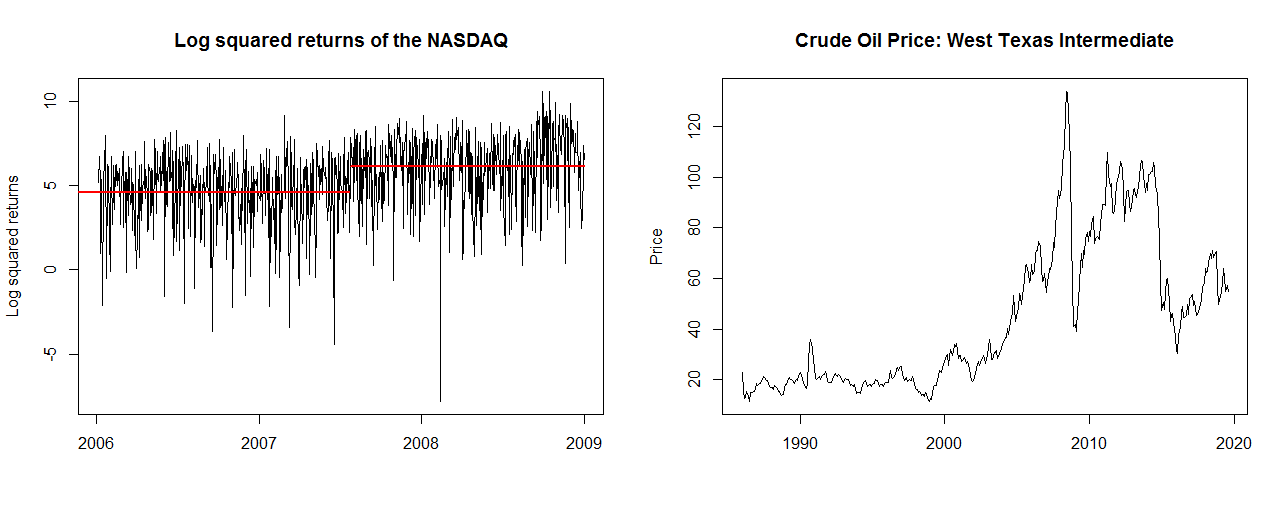 Log squared returns of the NASDAQ
Log squared returns
10
5
0
-5
2006 2007 2008 2009
Crude Oil Price: West Texas Intermediate
Price
120
100
80
60
40
20
1990 2000 2010 2020